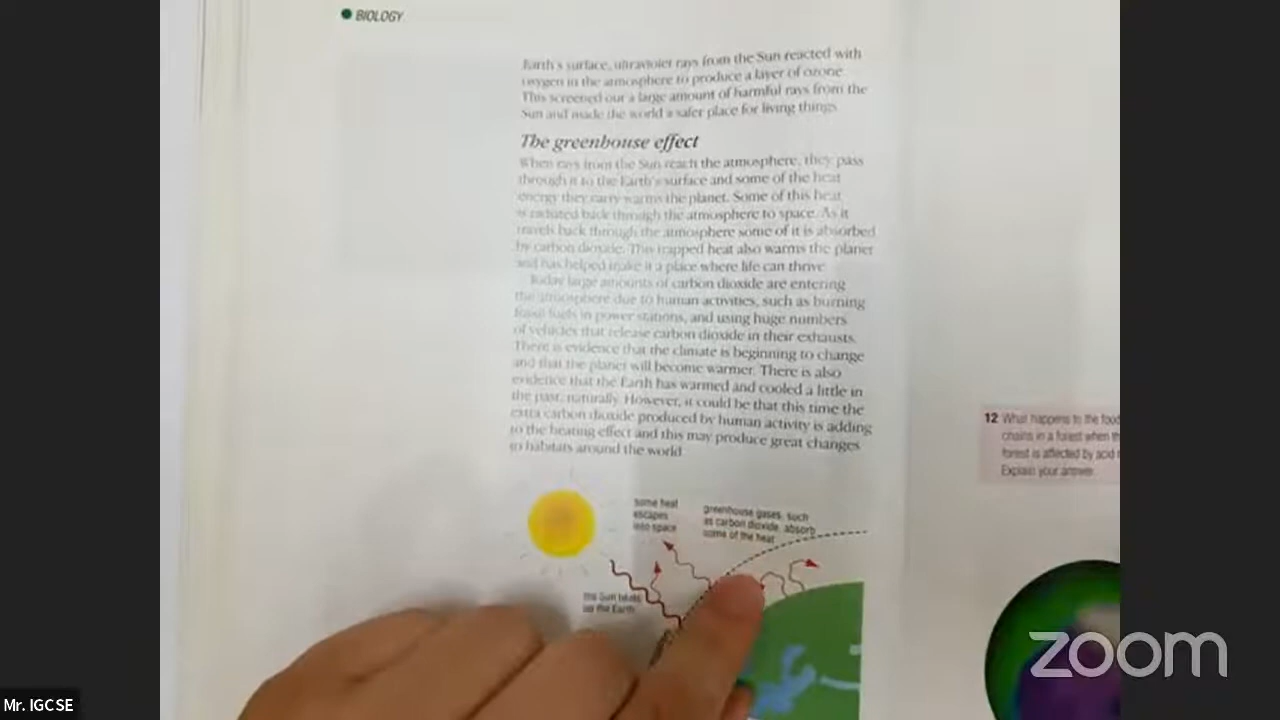 BIOLOGY
Earth's surface, ultraviolet rays from the Sun reacted with
oxygen in the atmosphere to produce a layer of ozone.
This screened out a large amount of harmful rays from the
Sun and made the world a safer place for living things.
The greenhouse effect
When rays from the Sun reach the atmosphere, they pass
through it to the Earth's surface and some of the heat
energy they carry warms the planet. Some of this heat
is radiated back through the atmosphere to space. As it
travels back through the atmosphere some of it is absorbed
by carbon dioxide. This trapped heat also warms the planet
and has helped make it a place where life can thrive.
Today large amounts of carbon dioxide are entering
the atmosphere due to human activities, such as burning
fossil fuels in power stations, and using huge numbers
of vehicles that release carbon dioxide in their exhausts.
There is evidence that the climate is beginning to change
and that the planet will become warmer. There is also
evidence that the Earth has warmed and cooled a little in
the past, naturally. However, it could be that this time the
extra carbon dioxide produced by human activity is adding
to the heating effect and this may produce great changes
to habitats around the world.
some heat
escapes
into space
greenhouse gases, such
as carbon dioxide, absorb
some of the heat
the Sun heats
up the Earth
12 What happens to the food
chains in a forest when th
forest is affected by acid r
Explain your answer.
zoom
Mr. IGCSE